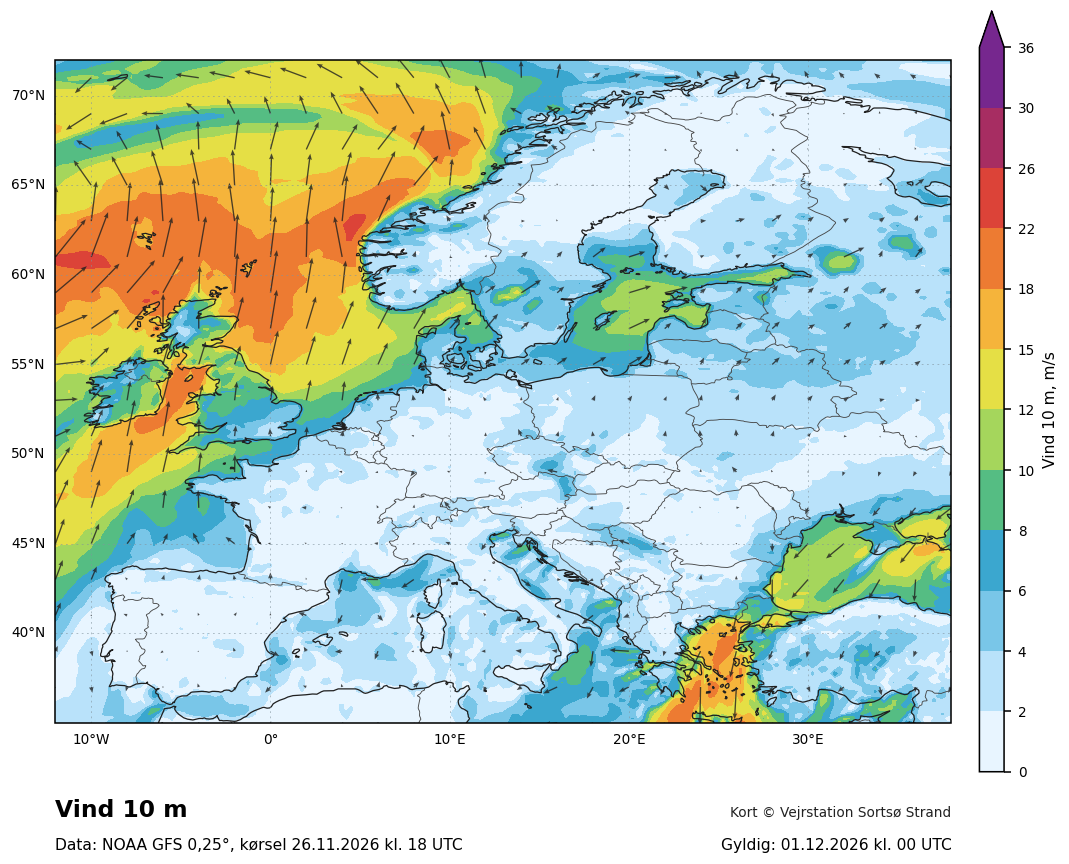 36
30
26
22
18
15
12
10
8
6
4
2
0
Vind 10 m, m/s
70°N
65°N
60°N
55°N
50°N
45°N
40°N
10°W
0°
10°E
20°E
30°E
Vind 10 m
Kort © Vejrstation Sortsø Strand
Data: NOAA GFS 0,25°, kørsel 26.11.2026 kl. 18 UTC
Gyldig: 01.12.2026 kl. 00 UTC